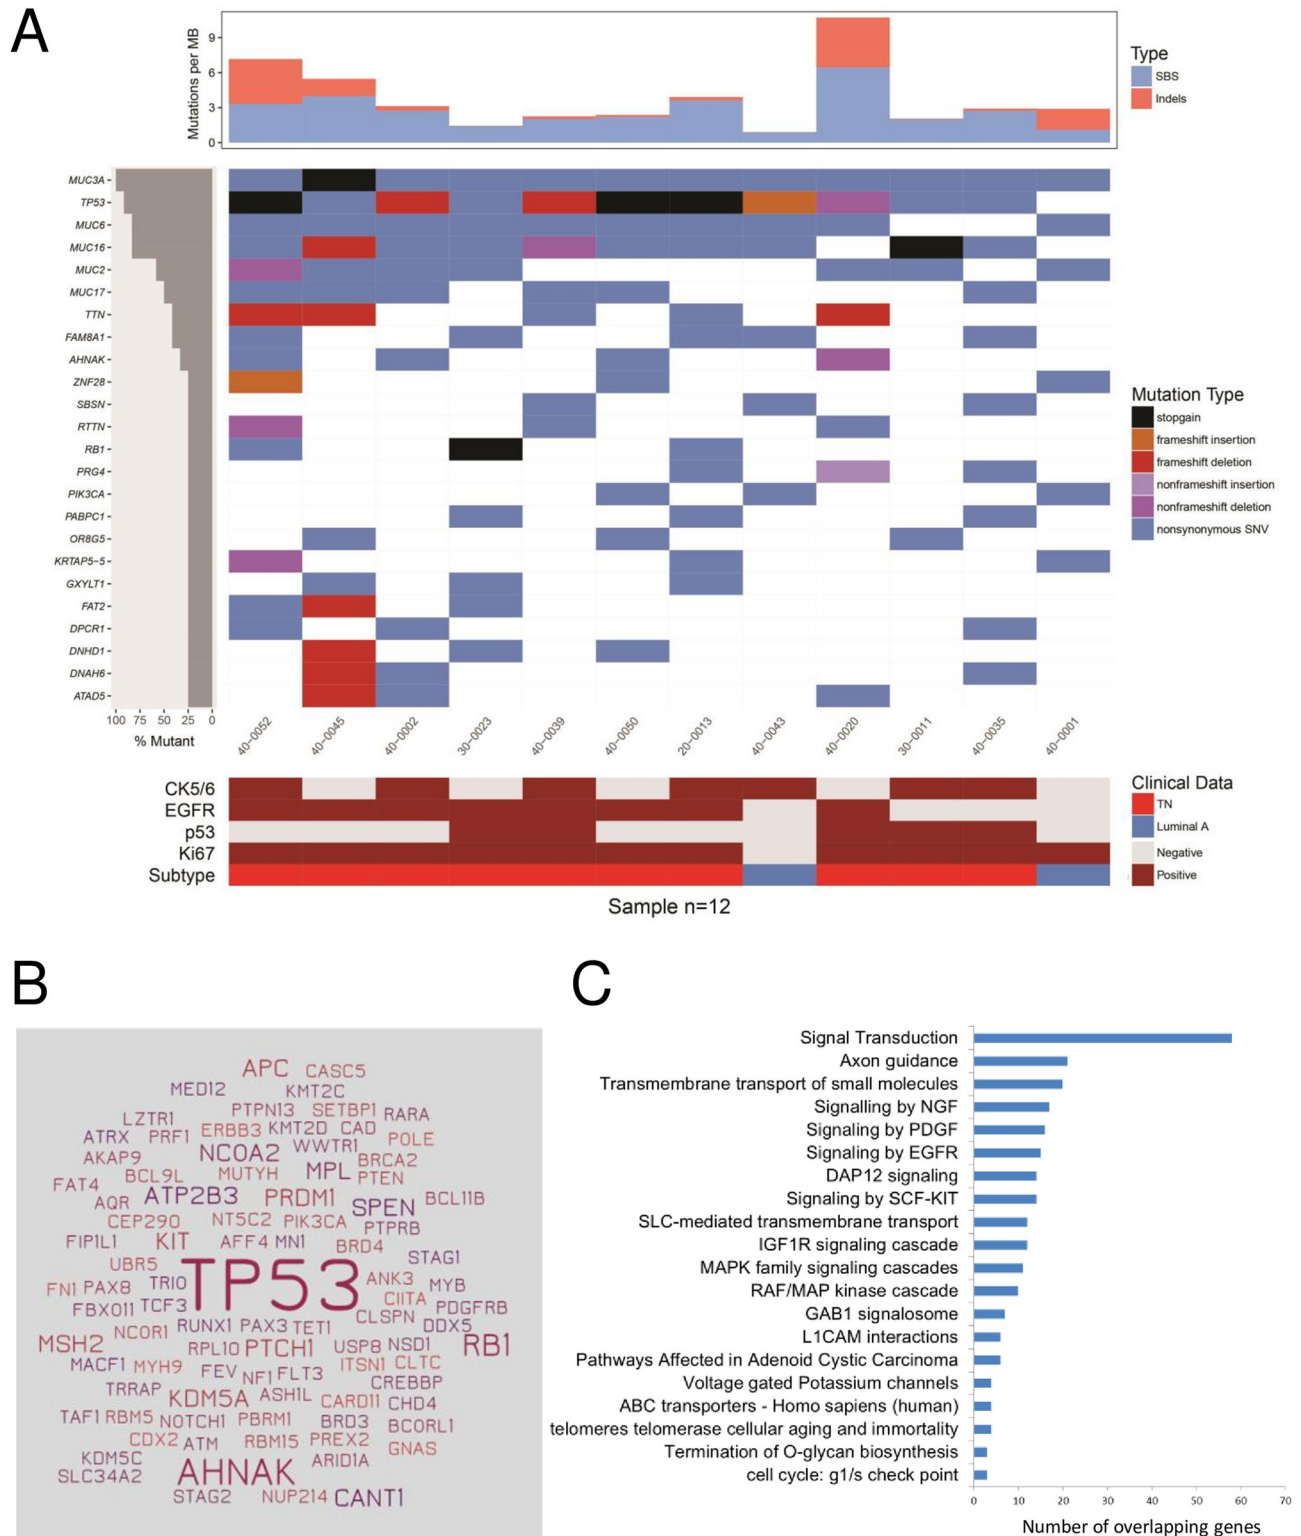 A
Mutations per MB
9
6
3
0
Type
SBS
Indels
MUC3A
TP53
MUC6
MUC16
MUC2
MUC17
TTN
FAM8A1
AHNAK
ZNF28
SBSN
RTTN
RB1
PRG4
PIK3CA
PABPC1
OR8G5
KRTAP5-5
GXYLT1
FAT2
DPCR1
DNHD1
DNAH6
ATAD5
100 75 50 25 0
% Mutant
40-0052 40-0045 40-0002 30-0023 40-0039 40-0050 20-0013 40-0043 40-0020 30-0011 40-0035 40-0001
Mutation Type
stopgain
frameshift insertion
frameshift deletion
nonframeshift insertion
nonframeshift deletion
nonsynonymous SNV
CK5/6
EGFR
p53
Ki67
Subtype
Sample n=12
Clinical Data
TN
Luminal A
Negative
Positive
B
APC CASC5
MED12 KMT2C
PTPN13 SETBP1 RARA
LZTR1 ERBB3 KMT2D CAD
ATRX PRF1 WWTR1 POLE
AKAP9 NCOA2 BRCA2
FAT4 BCL9L MUTYH MPL PTEN
AQR ATP2B3 PRDM1 SPEN BCL11B
CEP290 NT5C2 PIK3CA PTPRB
FIP1L1 KIT AFF4 MN1 BRD4
UBR5 STAG1
FN1 PAX8 TRIO TP53 ANK3 MYB
FBXO11 TCF3 CIITA PDGFRB
RUNX1 PAX3 TET1 CLSPN DDX5
MSH2 NCOR1 RPL10 PTCH1 USP8 NSD1 RB1
MACF1 MYH9 FEV NF1 FLT3 ITSN1 CLTC
TRRAP KDM5A ASH1L CREBBP
CARD11 CHD4
TAF1 RBM5 NOTCH1 PBRM1 BRD3 BCORL1
CDX2 ATM RBM15 PREX2 GNAS
KDM5C AHNAK ARID1A
SLC34A2
STAG2 NUP214 CANT1
C
Signal Transduction
Axon guidance
Transmembrane transport of small molecules
Signalling by NGF
Signaling by PDGF
Signaling by EGFR
DAP12 signaling
Signaling by SCF-KIT
SLC-mediated transmembrane transport
IGF1R signaling cascade
MAPK family signaling cascades
RAF/MAP kinase cascade
GAB1 signalosome
L1CAM interactions
Pathways Affected in Adenoid Cystic Carcinoma
Voltage gated Potassium channels
ABC transporters - Homo sapiens (human)
telomeres telomerase cellular aging and immortality
Termination of O-glycan biosynthesis
cell cycle: g1/s check point
0 10 20 30 40 50 60 70
Number of overlapping genes